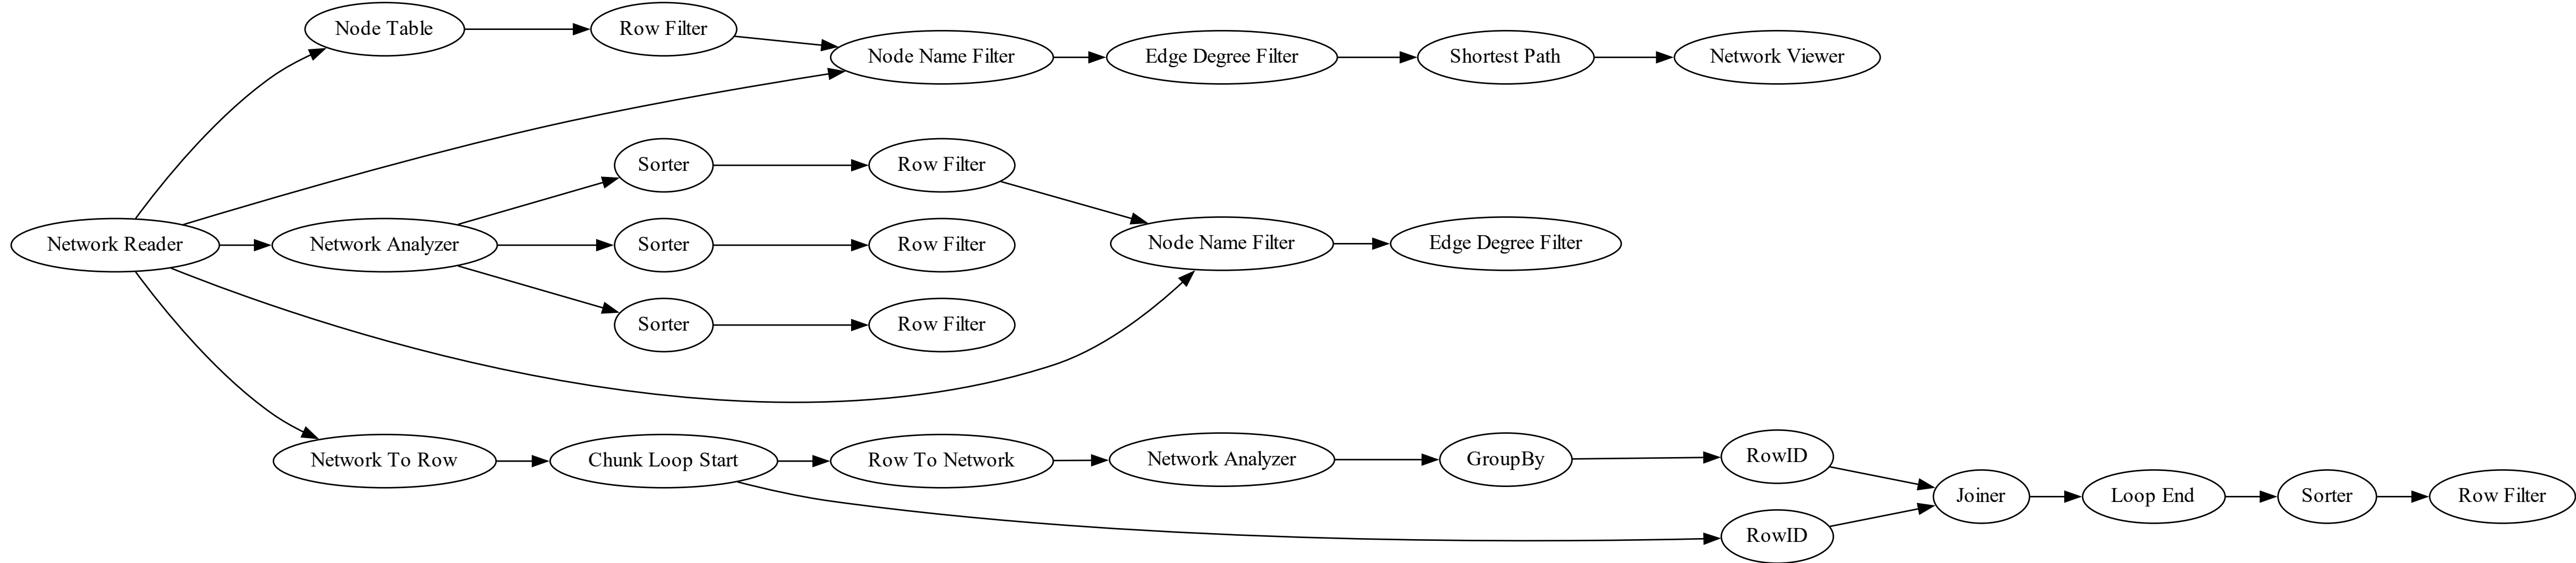 Node Table
Row Filter
Node Name Filter
Edge Degree Filter
Shortest Path
Network Viewer
Sorter
Row Filter
Network Reader
Network Analyzer
Sorter
Row Filter
Node Name Filter
Edge Degree Filter
Sorter
Row Filter
Network To Row
Chunk Loop Start
Row To Network
Network Analyzer
GroupBy
RowID
Joiner
Loop End
Sorter
Row Filter
RowID